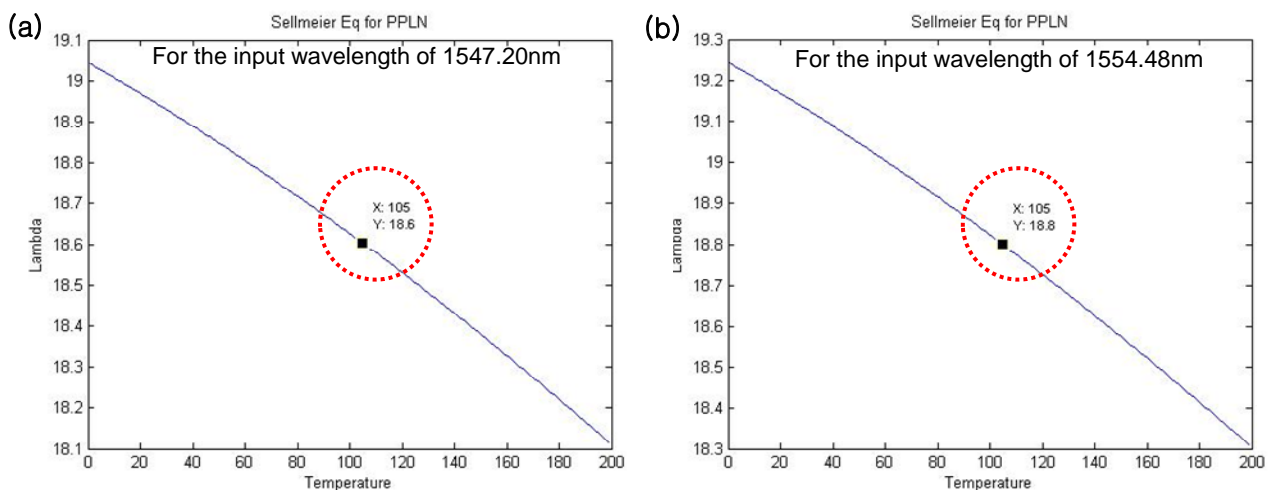 (a)
Sellmeier Eq for PPLN
For the input wavelength of 1547.20nm
19.1
19
18.9
18.8
18.7
18.6
18.5
18.4
18.3
18.2
18.1
Lambda
X: 105
Y: 18.6
0 20 40 60 80 100 120 140 160 180 200
Temperature
(b)
Sellmeier Eq for PPLN
For the input wavelength of 1554.48nm
19.3
19.2
19.1
19
18.9
18.8
18.7
18.6
18.5
18.4
18.3
Lambda
X: 105
Y: 18.8
0 20 40 60 80 100 120 140 160 180 200
Temperature